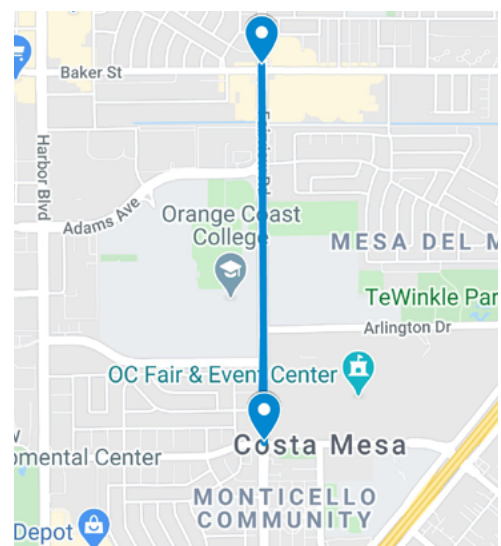 Baker St
Harbor Blvd
Adams Ave
Orange Coast
College
MESA DEL M
TeWinkle Par
Arlington Dr
OC Fair & Event Center
Costa Mesa
omental Center
MONTICELLO
COMMUNITY
Depot